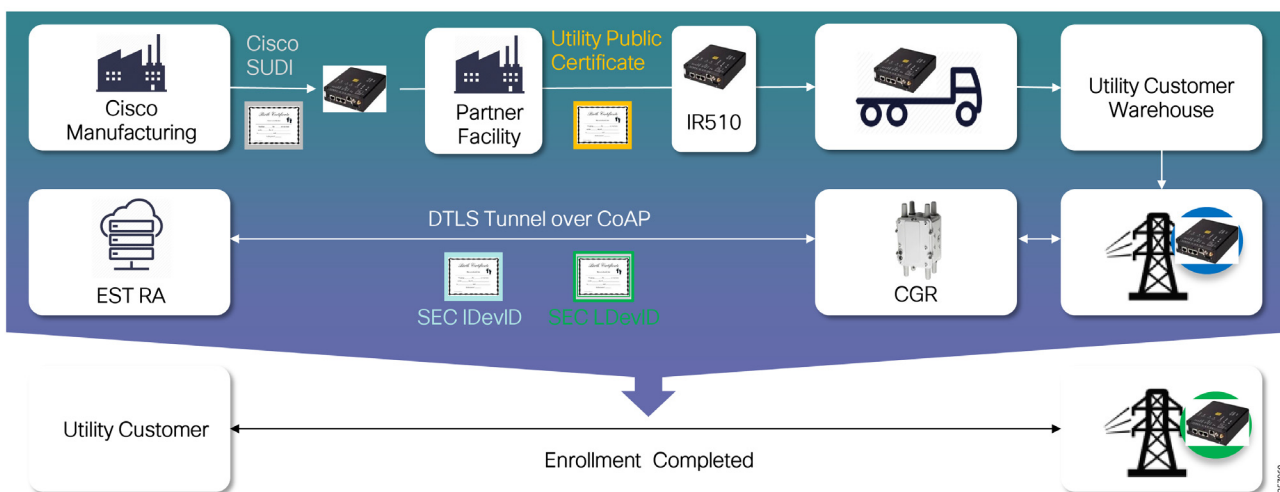 Cisco
SUDI
Cisco
Manufacturing
Partner
Facility
Utility Public
Certificate
IR510
Utility Customer
Warehouse
EST RA
DTLS Tunnel over CoAP
SEC IDevID
SEC LDevID
CGR
Utility Customer
Enrollment Completed